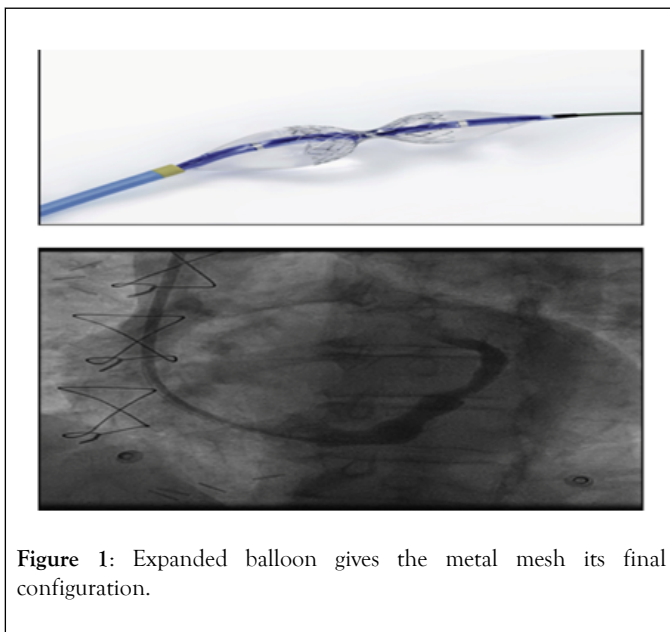 Figure 1: Expanded balloon gives the metal mesh its final
configuration.